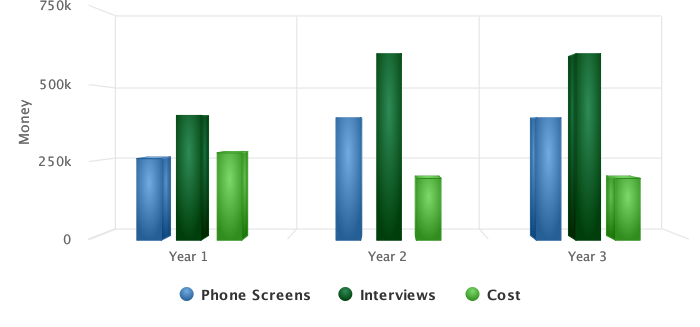 750k
500k
Money
250k
0
Year 1 Year 2 Year 3
Phone Screens Interviews Cost